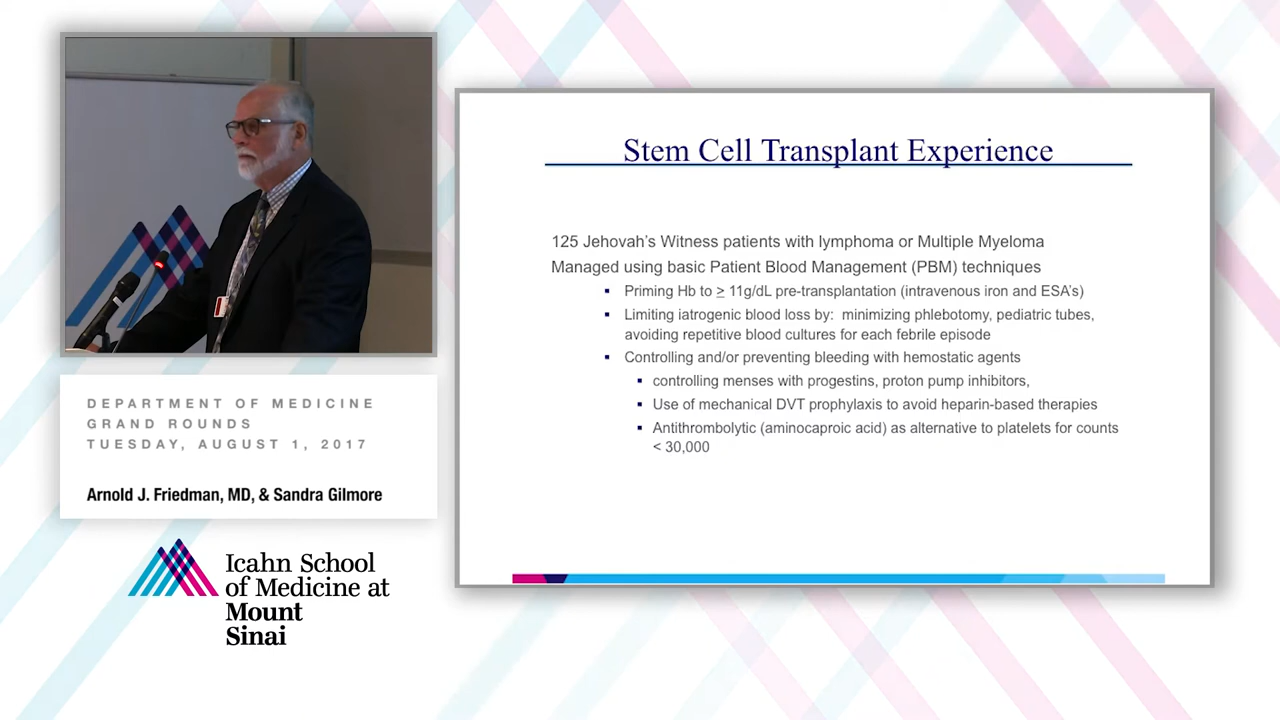 Stem Cell Transplant Experience
125 Jehovah's Witness patients with lymphoma or Multiple Myeloma
Managed using basic Patient Blood Management (PBM) techniques
▪ Priming Hb to ≥ 11g/dL pre-transplantation (intravenous iron and ESA's)
▪ Limiting iatrogenic blood loss by:  minimizing phlebotomy, pediatric tubes,
avoiding repetitive blood cultures for each febrile episode
▪ Controlling and/or preventing bleeding with hemostatic agents
▪ controlling menses with progestins, proton pump inhibitors,
▪ Use of mechanical DVT prophylaxis to avoid heparin-based therapies
▪ Antithrombolytic (aminocaproic acid) as alternative to platelets for counts
< 30,000
DEPARTMENT OF MEDICINE
GRAND ROUNDS
TUESDAY, AUGUST 1, 2017
Arnold J. Friedman, MD, & Sandra Gilmore
Icahn School
of Medicine at
Mount
Sinai